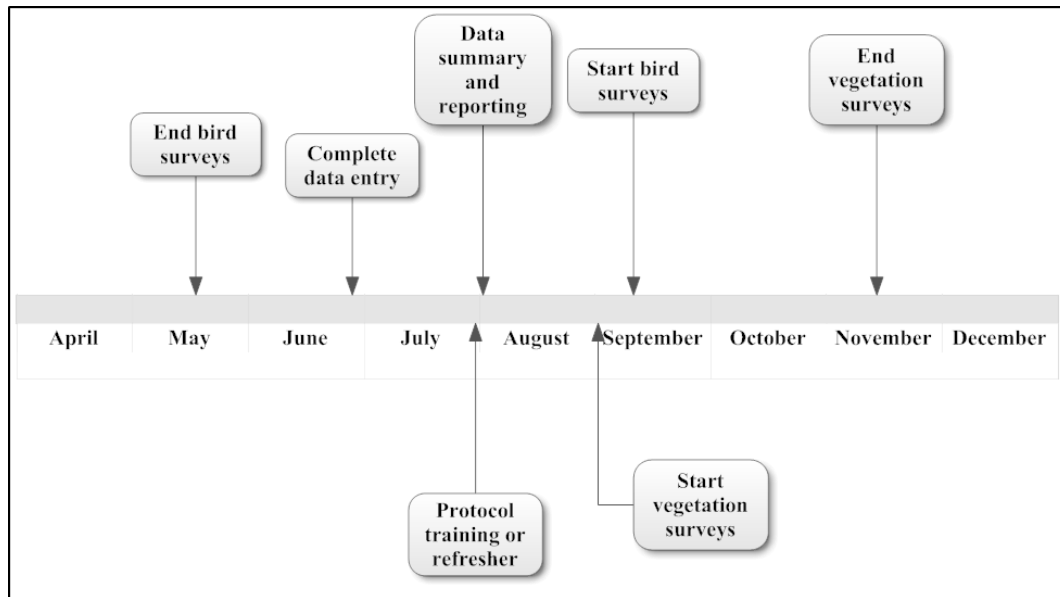 Data
summary
and
reporting
Start bird
surveys
End
vegetation
surveys
End bird
surveys
Complete
data entry
April May June July August September October November December
Protocol
training or
refresher
Start
vegetation
surveys